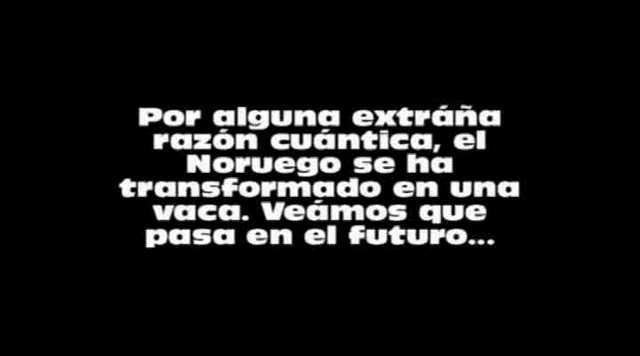 Por alguna extráña
razón cuántica, el
Noruego se ha
transformado en una
vaca. Veámos que
pasa en el futuro...